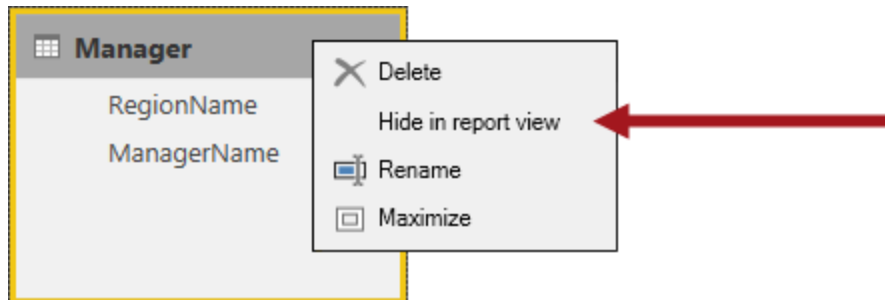 Manager
RegionName
ManagerName
Delete
Hide in report view
Rename
Maximize